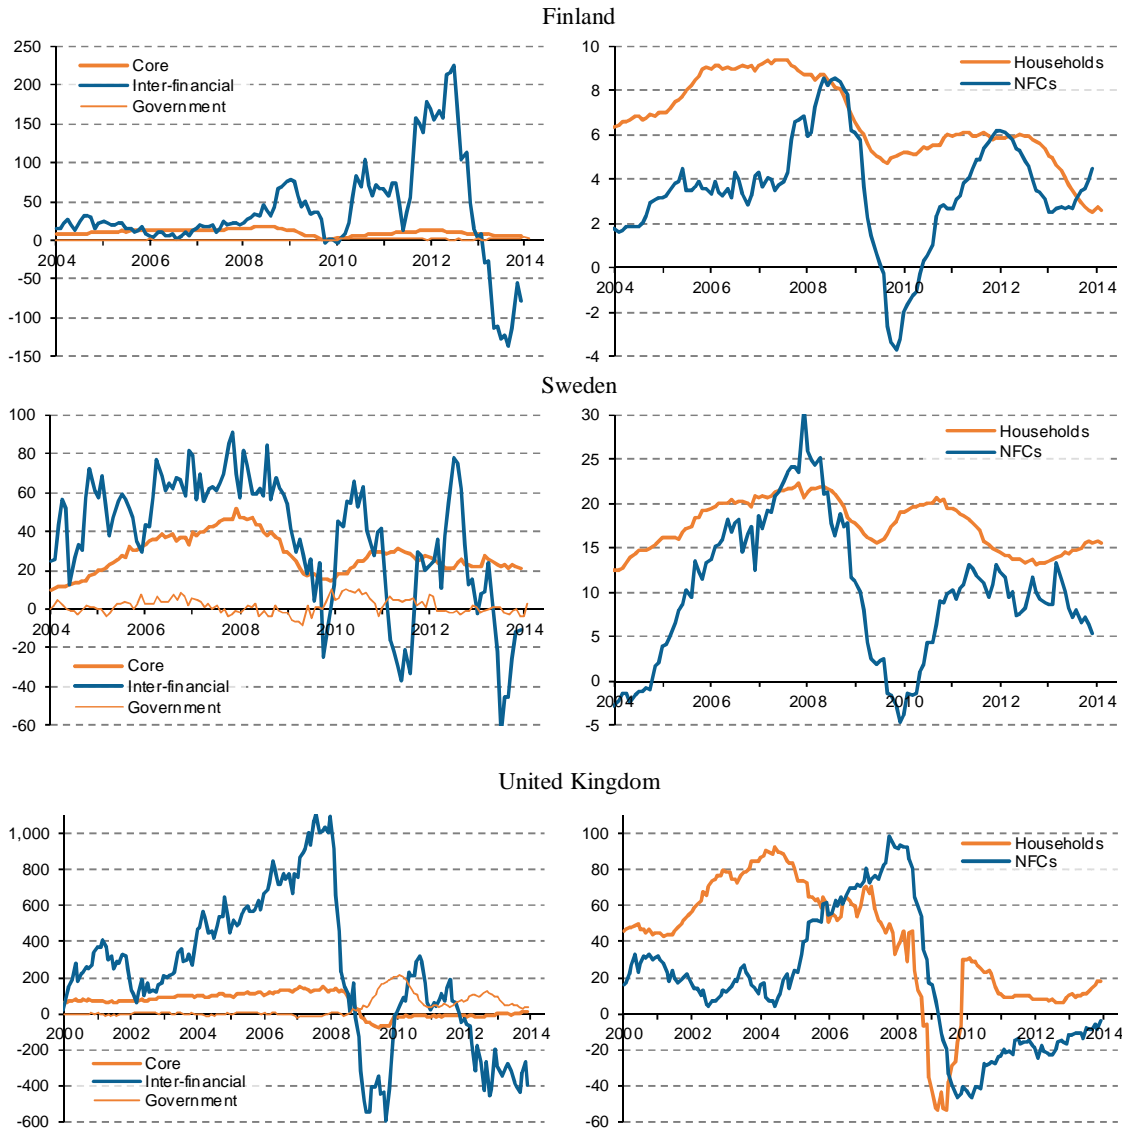 Finland
250
200
150
100
50
0
-50
-100
-150
2004 2006 2008 2010 2012 2014
Core
Inter-financial
Government
10
8
6
4
2
0
-2
-4
2004 2006 2008 2010 2012 2014
Households
NFCs
Sweden
100
80
60
40
20
0
-20
-40
-60
2004 2006 2008 2010 2012 2014
Core
Inter-financial
Government
30
25
20
15
10
5
0
-5
2004 2006 2008 2010 2012 2014
Households
NFCs
United Kingdom
1,000
800
600
400
200
0
-200
-400
-600
2000 2002 2004 2006 2008 2010 2012 2014
Core
Inter-financial
Government
100
80
60
40
20
0
-20
-40
-60
2000 2002 2004 2006 2008 2010 2012 2014
Households
NFCs